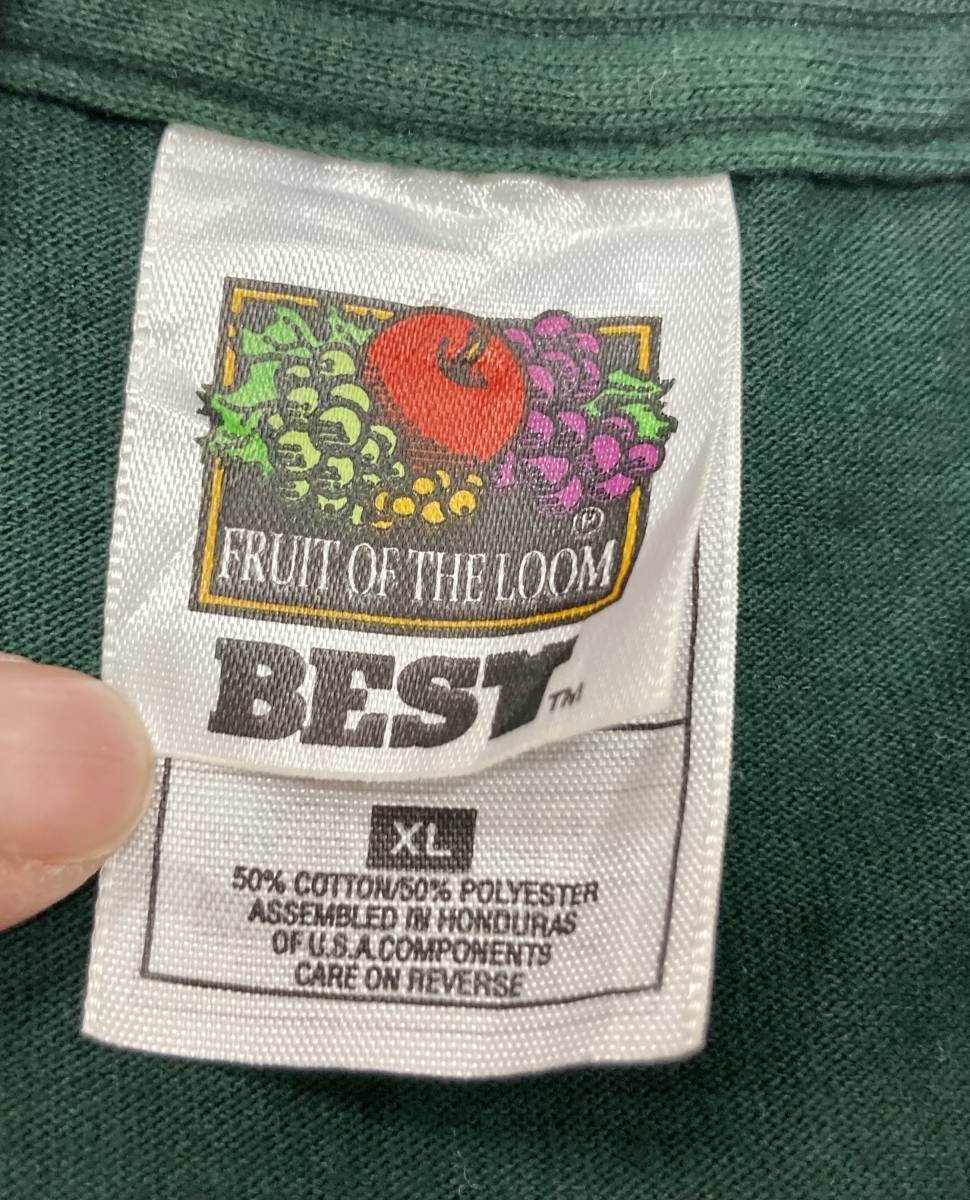 ®
FRUIT OF THE LOOM
BEST™
XL
50% COTTON/50% POLYESTER
ASSEMBLED IN HONDURAS
OF U.S.A.COMPONENTS
CARE ON REVERSE